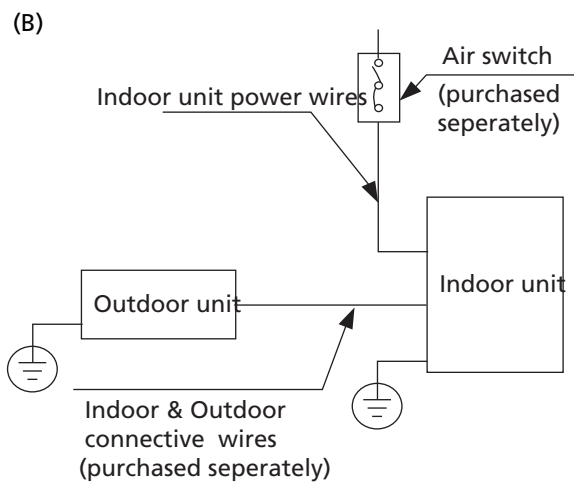 (B)
Air switch
(purchased
seperately)
Indoor unit power wires
Indoor unit
Outdoor unit
Indoor & Outdoor
connective wires
(purchased seperately)